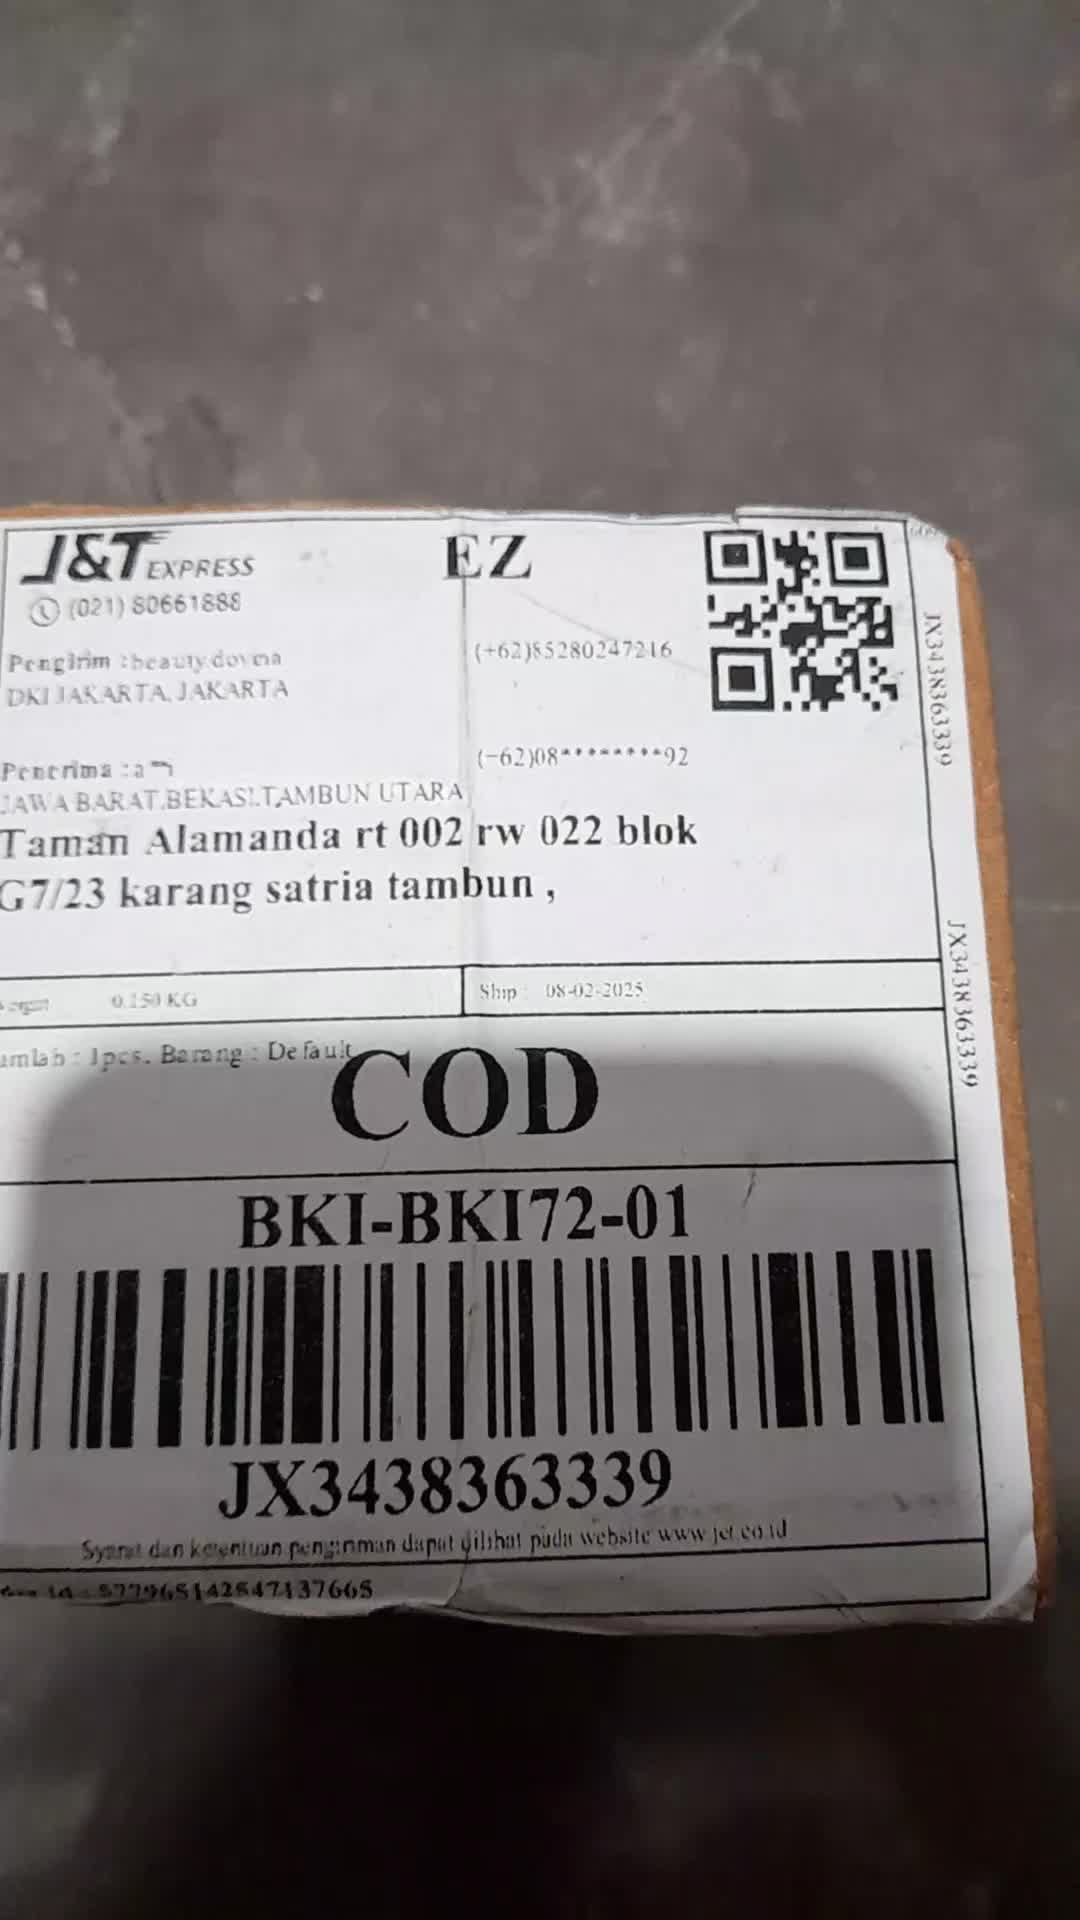 J&T EXPRESS
EZ
(021) 80661888
Pengirim :beauty.dovma
(+62)85280247216
DKI JAKARTA, JAKARTA
(-62)08********92
Penerima :a
JAWA BARAT,BEKASI,TAMBUN UTARA
Taman Alamanda rt 002 rw 022 blok
G7/23 karang satria tambun ,
0.150 KG
Ship : 08-02-2025
umlah : 1pcs. Barang : Default
COD
BKI-BKI72-01
JX3438363339
Syarat dan ketentuan pengiriman dapat dilihat pada website www.jet.co.id
577965142547137665
JX3438363339
JX3438363339